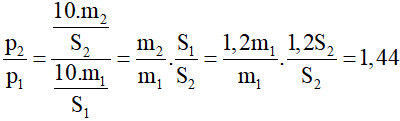 p₂/p₁ = (10.m₂/S₂)/(10.m₁/S₁) = m₂/m₁ . S₁/S₂ = 1,2m₁/m₁ . 1,2S₂/S₂ = 1,44